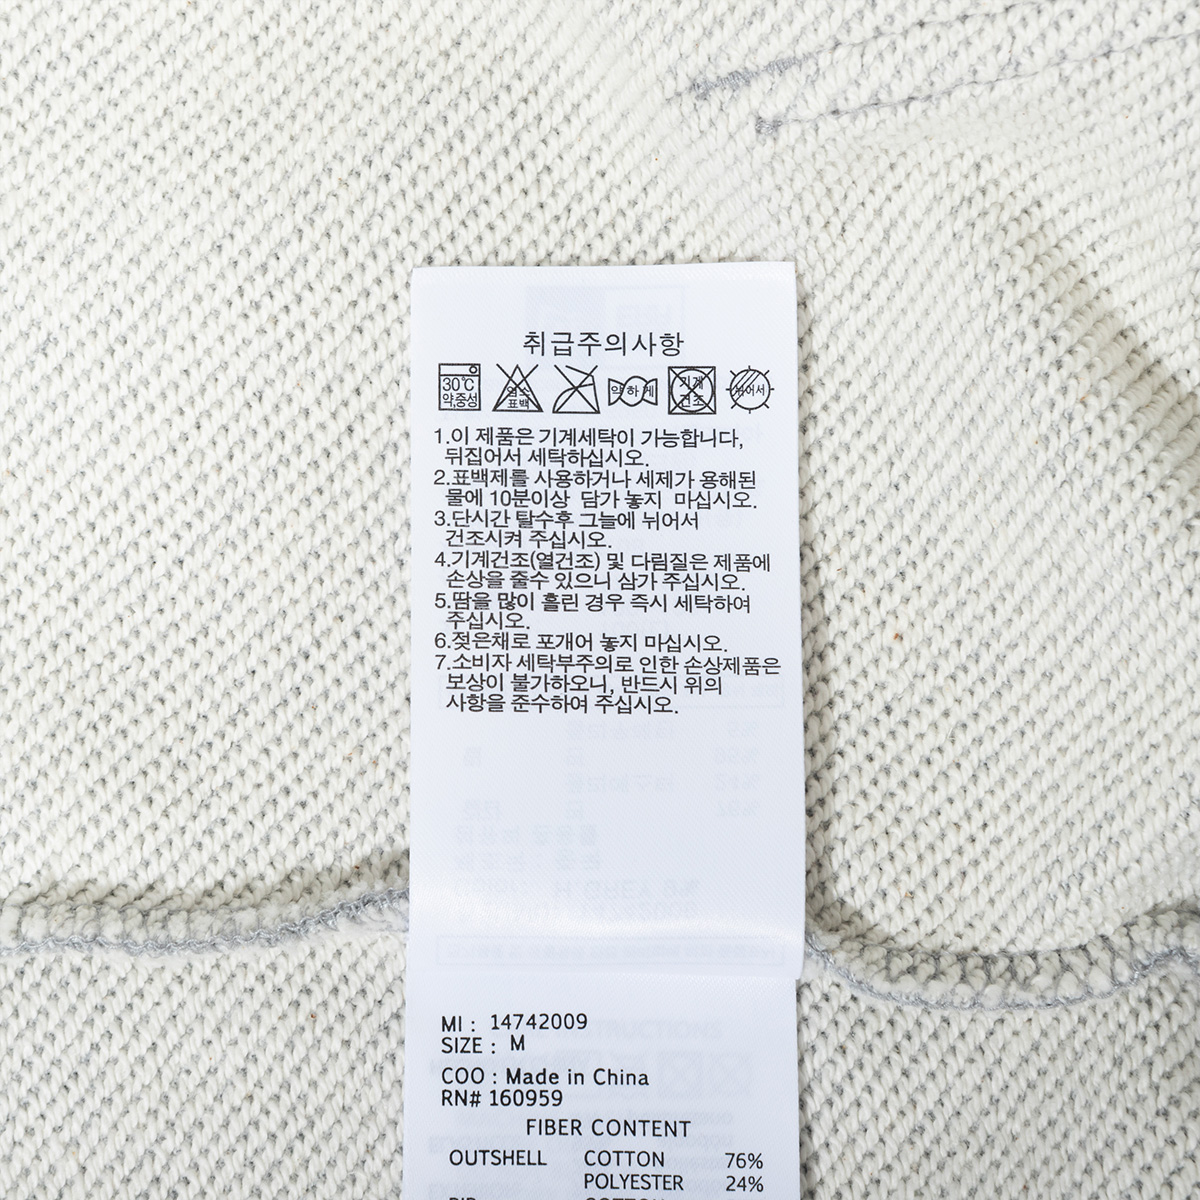 취급주의사항
30℃ 약,중성 염소 표백 약하게 기계 건조 뉘어서
1.이 제품은 기계세탁이 가능합니다,
뒤집어서 세탁하십시오.
2.표백제를 사용하거나 세제가 용해된
물에 10분이상 담가 놓지 마십시오.
3.단시간 탈수후 그늘에 뉘어서
건조시켜 주십시오.
4.기계건조(열건조) 및 다림질은 제품에
손상을 줄수 있으니 삼가 주십시오.
5.땀을 많이 흘린 경우 즉시 세탁하여
주십시오.
6.젖은채로 포개어 놓지 마십시오.
7.소비자 세탁부주의로 인한 손상제품은
보상이 불가하오니, 반드시 위의
사항을 준수하여 주십시오.
MI : 14742009
SIZE : M
COO : Made in China
RN# 160959
FIBER CONTENT
OUTSHELL COTTON 76%
POLYESTER 24%